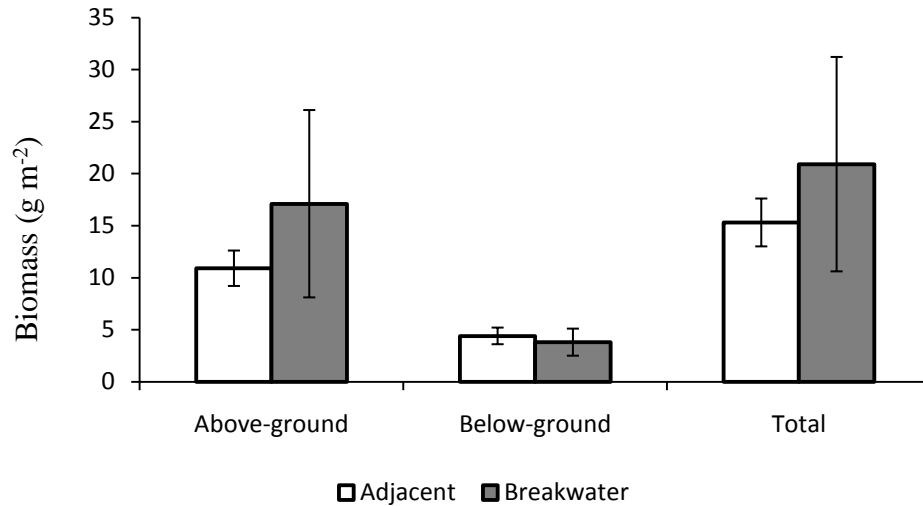 Biomass (g m-2)
35
30
25
20
15
10
5
0
Above-ground Below-ground Total
Adjacent Breakwater